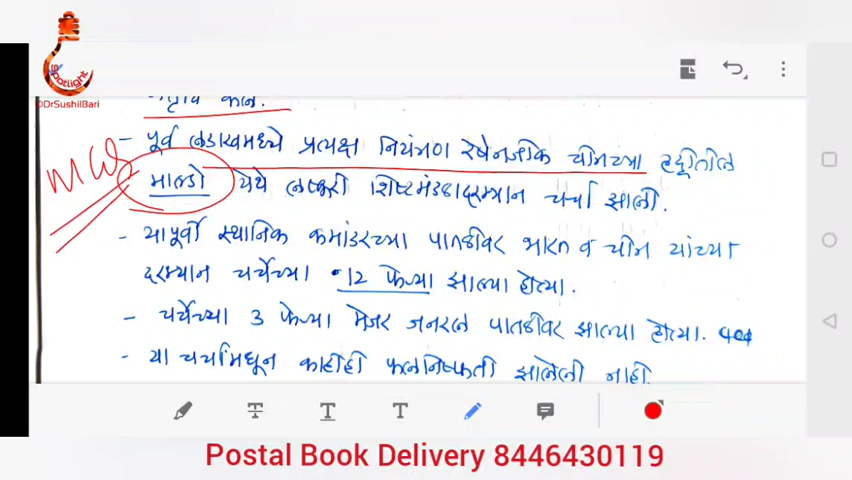 Spotlight
@DrSushilBari
- पूर्व लडाखमध्ये प्रत्यक्ष नियंत्रण रेषेनजीक चीनच्या हद्दीतील
माल्डो येथे लष्करी शिष्टमंडळादरम्यान चर्चा झाली.
- यापूर्वी स्थानिक कमांडरच्या पातळीवर भारत व चीन यांच्या
दरम्यान चर्चेच्या 12 फेऱ्या झाल्या होत्या.
- चर्चेच्या 3 फेऱ्या मेजर जनरल पातळीवर झाल्या होत्या.
- या चर्चांमधून काहीही फलनिष्पत्ती झालेली नाही.
T T
Postal Book Delivery 8446430119